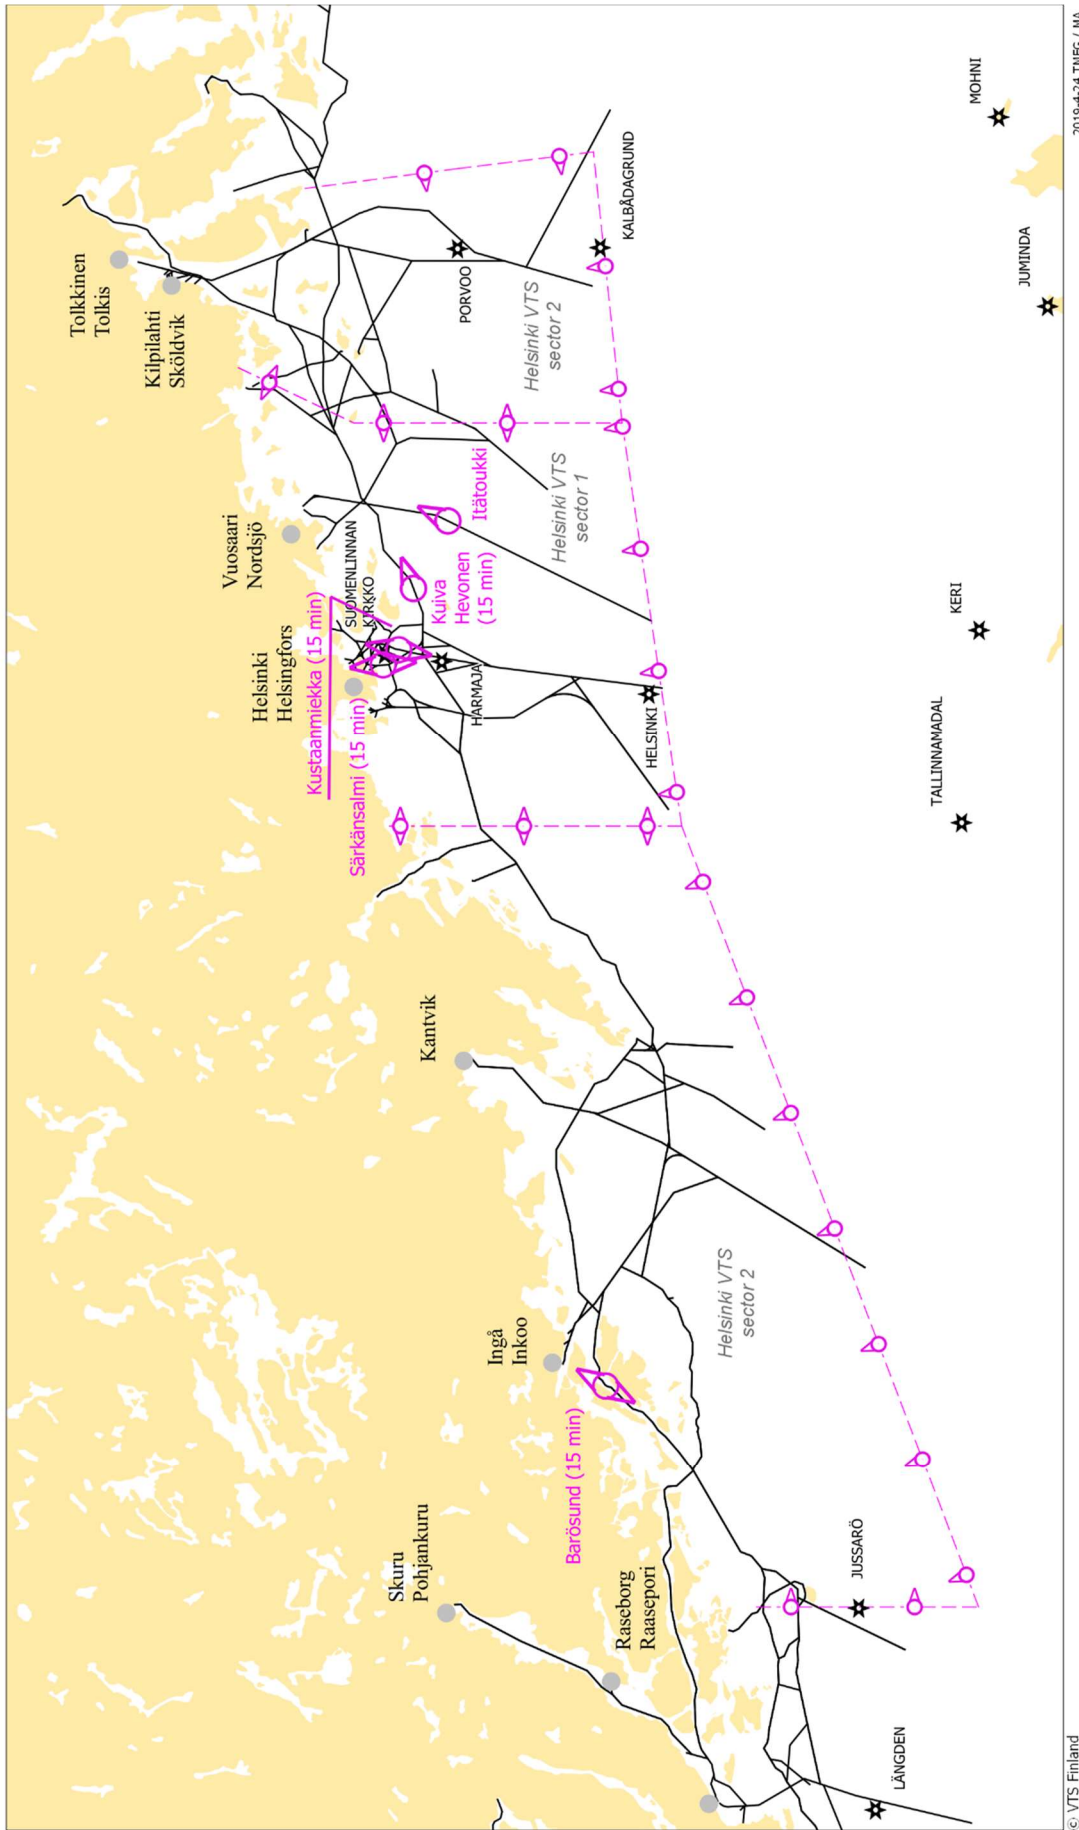 Tolkkinen
Tolkis
Kilpilahti
Sköldvik
Vuosaari
Nordsjö
Helsinki
Helsingfors
Kustaanmiekka (15 min)
Särkänsalmi (15 min)
SUOMENLINNAN
KIRKKO
Kuiva
Hevonen
(15 min)
Itätoukki
HARMAJA
PORVOO
KALBÅDAGRUND
Helsinki VTS
sector 2
Helsinki VTS
sector 1
HELSINKI
MOHNI
JUMINDA
KERI
TALLINNAMADAL
Kantvik
Ingå
Inkoo
Barösund (15 min)
Helsinki VTS
sector 2
Skuru
Pohjankuru
Raseborg
Raasepori
JUSSARÖ
LÄNGDEN
© VTS Finland